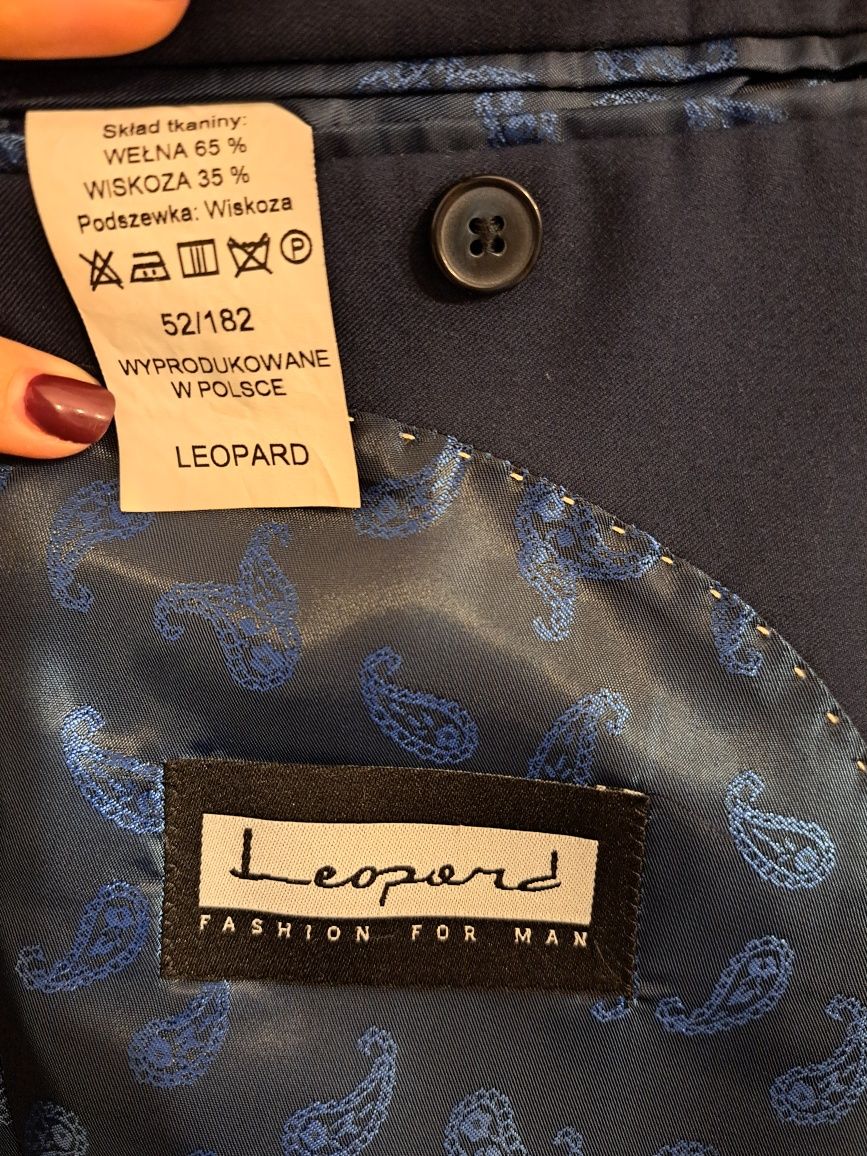 Skład tkaniny:
WEŁNA 65 %
WISKOZA 35 %
Podszewka: Wiskoza
P
52/182
WYPRODUKOWANE
W POLSCE
LEOPARD
Leopard
FASHION FOR MAN